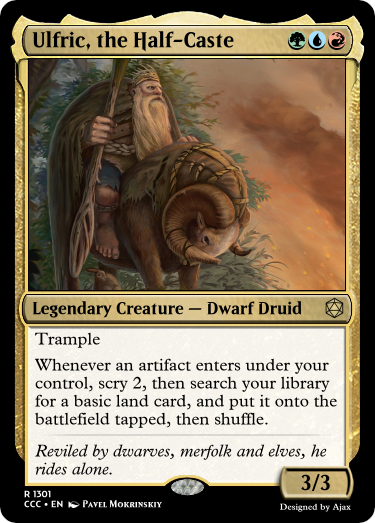 Ulfric, the Half-Caste
Legendary Creature — Dwarf Druid
Trample
Whenever an artifact enters under your
control, scry 2, then search your library
for a basic land card, and put it onto the
battlefield tapped, then shuffle.
Reviled by dwarves, merfolk and elves, he
rides alone.
3/3
R 1301
CCC • EN Pavel Mokrinskiy
Designed by Ajax